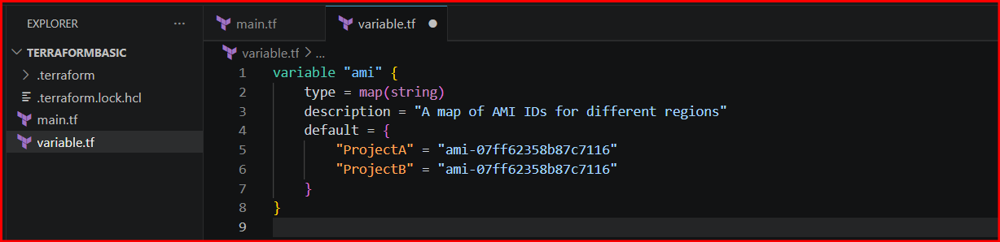 EXPLORER ...
TERRAFORMBASIC
.terraform
.terraform.lock.hcl
main.tf
variable.tf
main.tf variable.tf
variable.tf > ...
1 variable "ami" {
2     type = map(string)
3     description = "A map of AMI IDs for different regions"
4     default = {
5         "ProjectA" = "ami-07ff62358b87c7116"
6         "ProjectB" = "ami-07ff62358b87c7116"
7     }
8 }
9